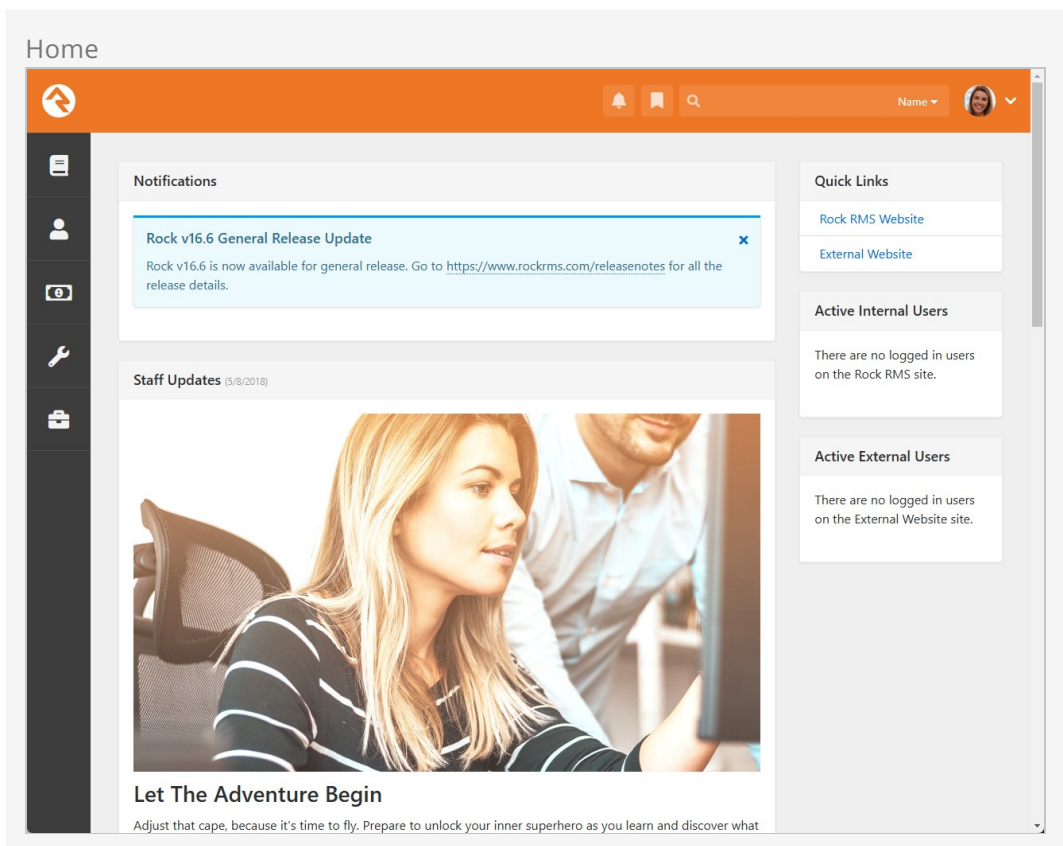 Home
Name
Notifications
Rock v16.6 General Release Update
Rock v16.6 is now available for general release. Go to https://www.rockrms.com/releasenotes for all the
release details.
Staff Updates (5/8/2018)
Let The Adventure Begin
Adjust that cape, because it's time to fly. Prepare to unlock your inner superhero as you learn and discover what
Quick Links
Rock RMS Website
External Website
Active Internal Users
There are no logged in users
on the Rock RMS site.
Active External Users
There are no logged in users
on the External Website site.